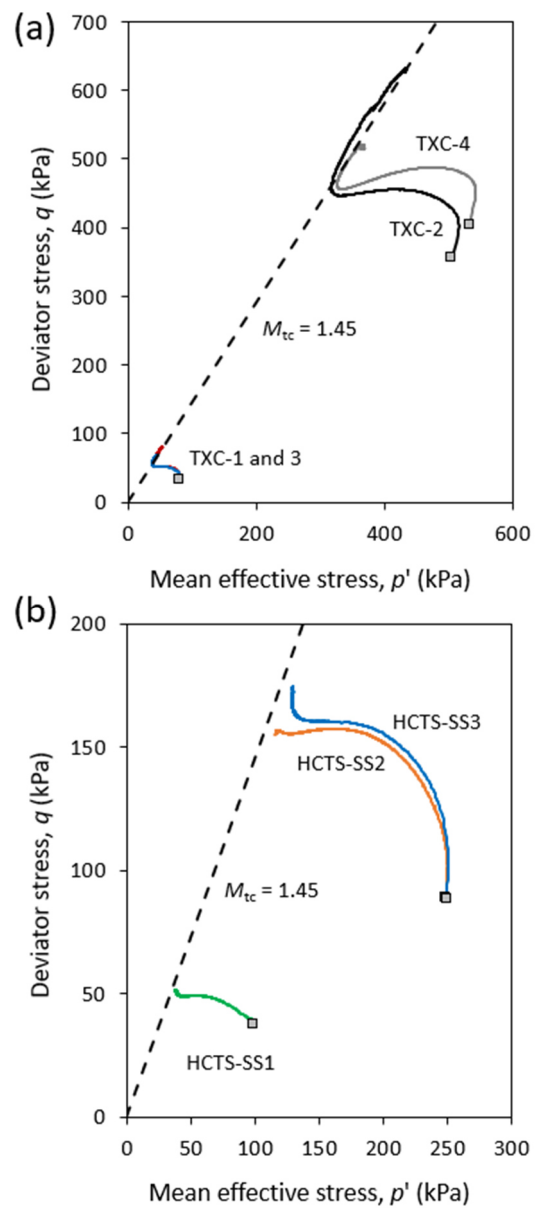 (a)
700
600
500
400
300
200
100
0
Deviator stress, q (kPa)
TXC-4
TXC-2
Mtc = 1.45
TXC-1 and 3
0 200 400 600
Mean effective stress, p' (kPa)
(b)
200
150
100
50
0
Deviator stress, q (kPa)
HCTS-SS3
HCTS-SS2
Mtc = 1.45
HCTS-SS1
0 50 100 150 200 250 300
Mean effective stress, p' (kPa)